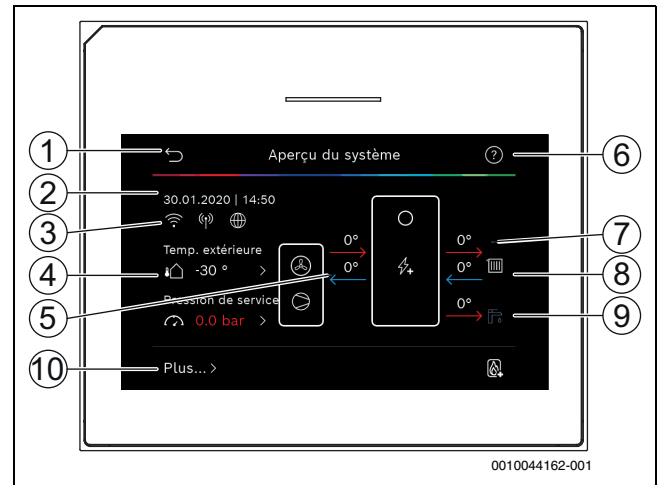 1
Aperçu du système
?
6
2
30.01.2020 | 14:50
3
Temp. extérieure
4
-30 ° >
5
Pression de service
0.0 bar >
0°
0°
0°
0°
0°
7
8
9
10
Plus... >
0010044162-001